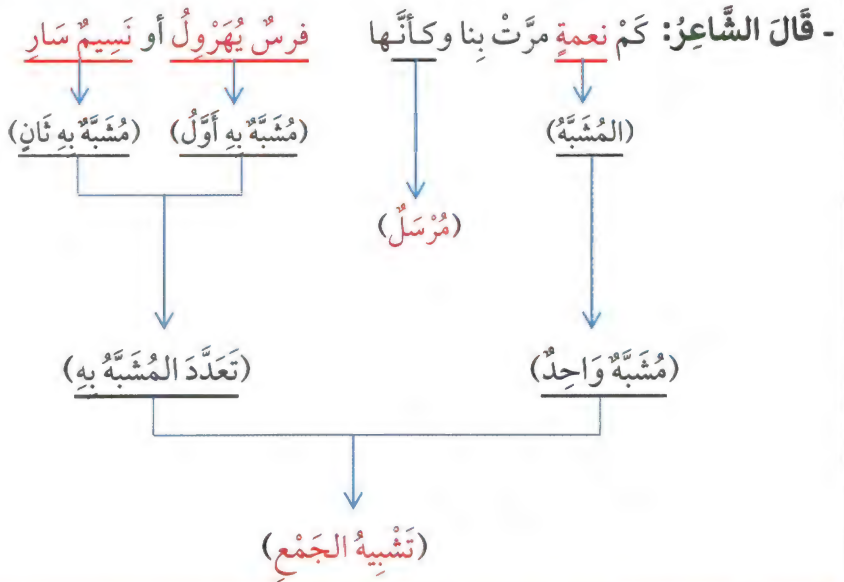 - قَالَ الشَّاعِرُ: كَمْ نعمةٍ مرَّتْ بِنا وكأنَّها فرسٌ يُهَرْوِلُ أو نَسِيمٌ سَارِ
(المُشَبَّهُ) (مُشَبَّهٌ بِهِ أَوَّلُ) (مُشَبَّهٌ بِهِ ثَانٍ)
(مُرْسَلٌ)
(مُشَبَّهٌ وَاحِدٌ) (تَعَدَّدَ المُشَبَّهُ بِهِ)
(تَشْبِيهُ الجَمْعِ)